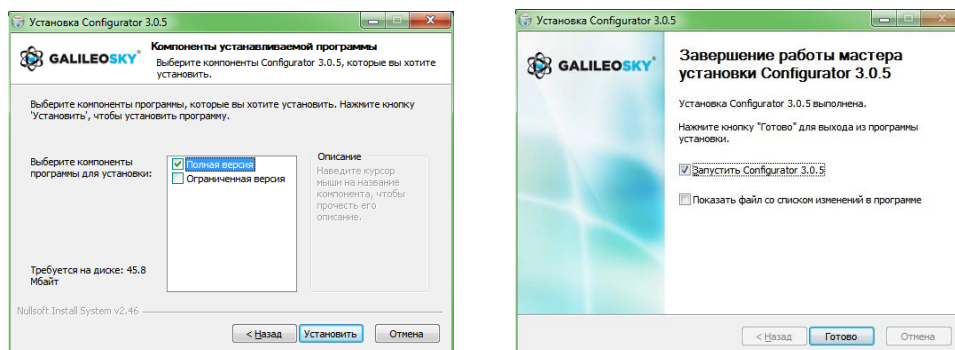 Установка Configurator 3.0.5
GALILEOSKY
Компоненты устанавливаемой программы
Выберите компоненты Configurator 3.0.5, которые вы хотите
установить.
Выберите компоненты программы, которые вы хотите установить. Нажмите кнопку
'Установить', чтобы установить программу.
Выберите компоненты
программы для установки:
Полная версия
Ограниченная версия
Описание
Наведите курсор
мыши на название
компонента, чтобы
прочесть его
описание.
Требуется на диске: 45.8
Мбайт
Nullsoft Install System v2.46
< Назад
Установить
Отмена
Установка Configurator 3.0.5
GALILEOSKY
Завершение работы мастера
установки Configurator 3.0.5
Установка Configurator 3.0.5 выполнена.
Нажмите кнопку "Готово" для выхода из программы
установки.
Запустить Configurator 3.0.5
Показать файл со списком изменений в программе
< Назад
Готово
Отмена